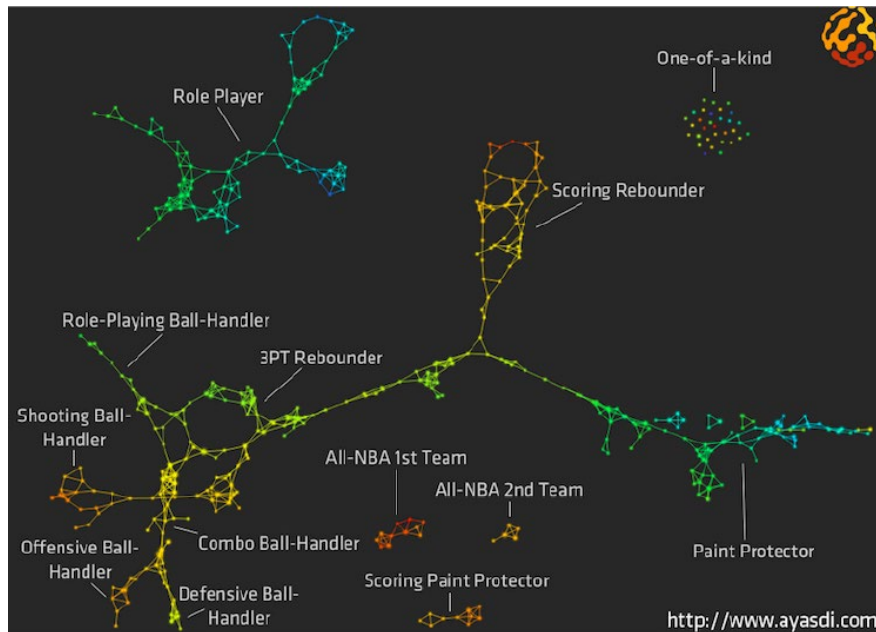 One-of-a-kind
Role Player
Scoring Rebounder
Role-Playing Ball-Handler
3PT Rebounder
Shooting Ball-
Handler
All-NBA 1st Team
All-NBA 2nd Team
Offensive Ball-
Handler
Combo Ball-Handler
Paint Protector
Scoring Paint Protector
Defensive Ball-
Handler
http://www.ayasdi.com